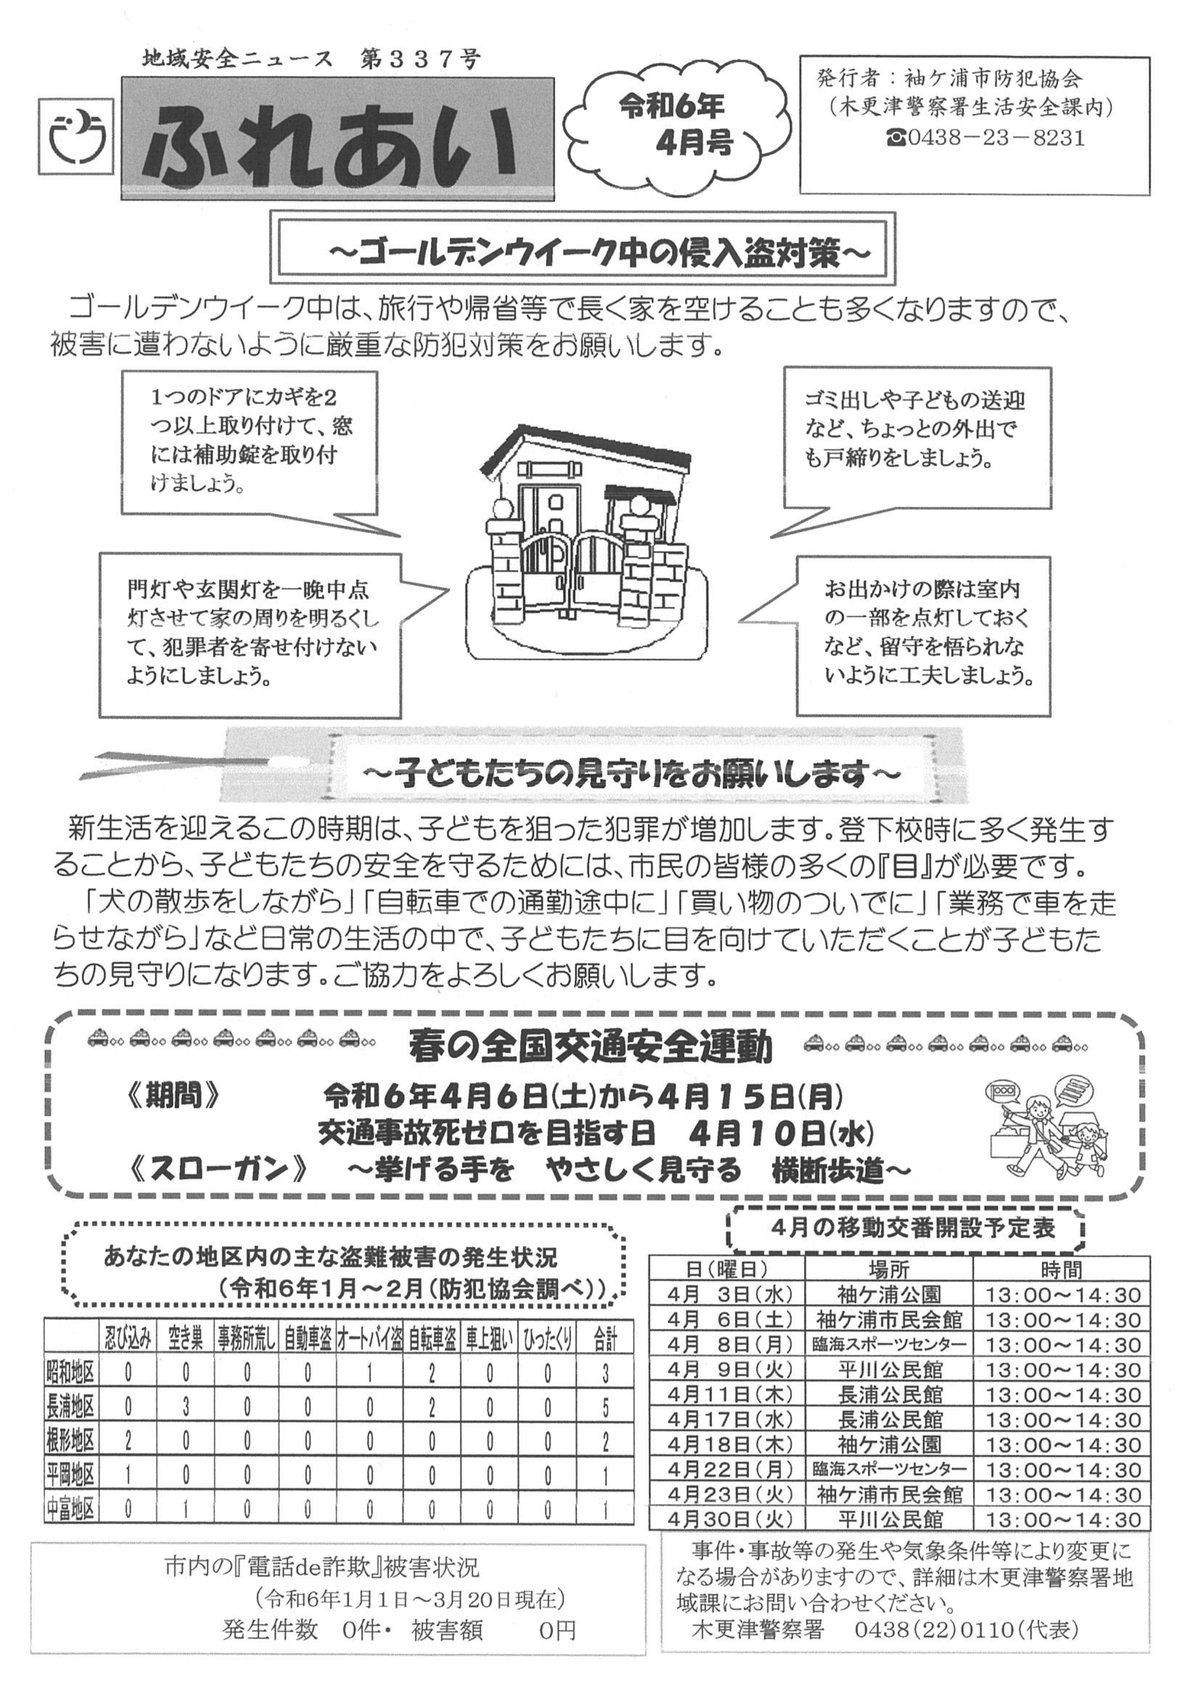 地域安全ニュース　第３３７号
ふれあい
令和６年
４月号
発行者：袖ケ浦市防犯協会
（木更津警察署生活安全課内）
☎0438－23－8231
～ゴールデンウイーク中の侵入盗対策～
ゴールデンウイーク中は、旅行や帰省等で長く家を空けることも多くなりますので、
被害に遭わないように厳重な防犯対策をお願いします。
１つのドアにカギを２
つ以上取り付けて、窓
には補助錠を取り付
けましょう。
ゴミ出しや子どもの送迎
など、ちょっとの外出で
も戸締りをしましょう。
門灯や玄関灯を一晩中点
灯させて家の周りを明るくし
て、犯罪者を寄せ付けない
ようにしましょう。
お出かけの際は室内
の一部を点灯しておく
など、留守を悟られな
いように工夫しましょう。
～子どもたちの見守りをお願いします～
新生活を迎えるこの時期は、子どもを狙った犯罪が増加します。登下校時に多く発生す
ることから、子どもたちの安全を守るためには、市民の皆様の多くの『目』が必要です。
「犬の散歩をしながら」「自転車での通勤途中に」「買い物のついでに」「業務で車を走
らせながら」など日常の生活の中で、子どもたちに目を向けていただくことが子どもた
ちの見守りになります。ご協力をよろしくお願いします。
春の全国交通安全運動
《期間》　令和６年４月６日(土)から４月１５日(月)
交通事故死ゼロを目指す日　４月１０日(水)
《スローガン》　～挙げる手を　やさしく見守る　横断歩道～
あなたの地区内の主な盗難被害の発生状況
（令和６年１月～２月（防犯協会調べ））
忍び込み 空き巣 事務所荒し 自動車盗 オートバイ盗 自転車盗 車上狙い ひったくり 合計
昭和地区 0 0 0 0 1 2 0 0 3
長浦地区 0 3 0 0 0 2 0 0 5
根形地区 2 0 0 0 0 0 0 0 2
平岡地区 1 0 0 0 0 0 0 0 1
中富地区 0 1 0 0 0 0 0 0 1
市内の『電話de詐欺』被害状況
（令和６年１月１日～３月２０日現在）
発生件数　０件・　被害額　　０円
４月の移動交番開設予定表
日（曜日） 場所 時間
４月　３日（水） 袖ケ浦公園 １３：００～１４：３０
４月　６日（土） 袖ケ浦市民会館 １３：００～１４：３０
４月　８日（月） 臨海スポーツセンター １３：００～１４：３０
４月　９日（火） 平川公民館 １３：００～１４：３０
４月１１日（木） 長浦公民館 １３：００～１４：３０
４月１７日（水） 長浦公民館 １３：００～１４：３０
４月１８日（木） 袖ケ浦公園 １３：００～１４：３０
４月２２日（月） 臨海スポーツセンター １３：００～１４：３０
４月２３日（火） 袖ケ浦市民会館 １３：００～１４：３０
４月３０日（火） 平川公民館 １３：００～１４：３０
事件・事故等の発生や気象条件等により変更に
なる場合がありますので、詳細は木更津警察署地
域課にお問い合わせください。
木更津警察署　0438(22)0110(代表)